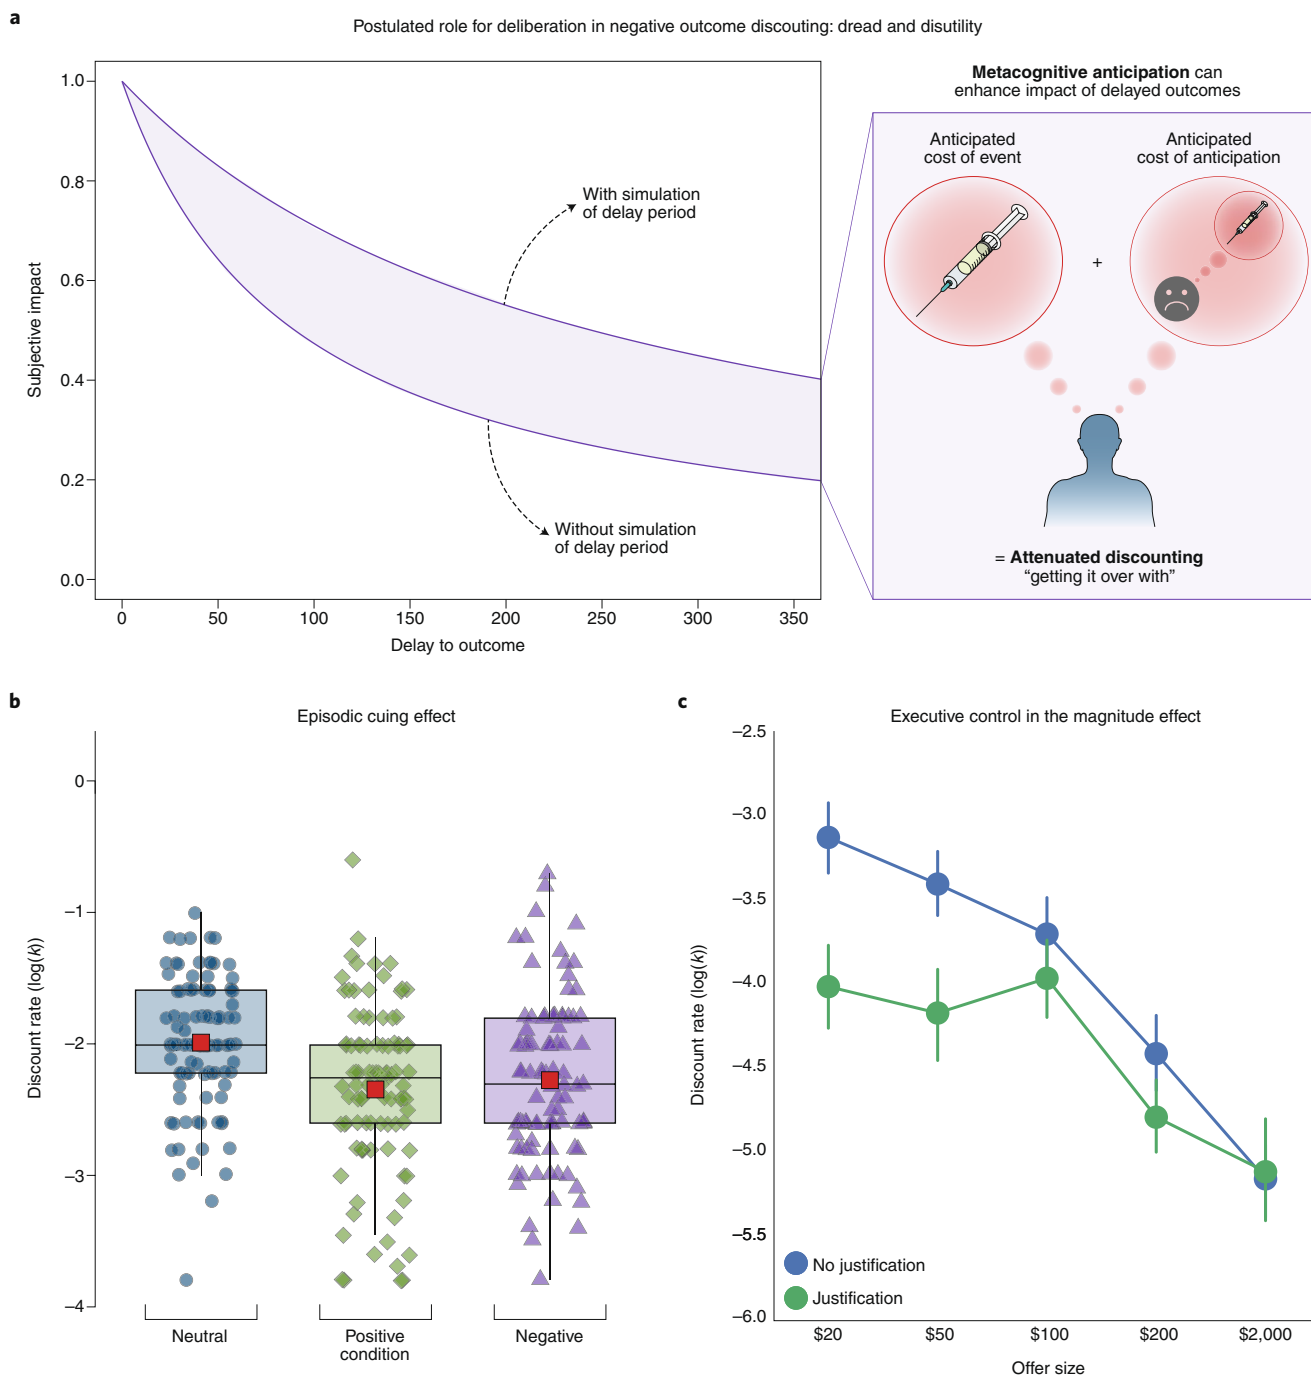 a
Postulated role for deliberation in negative outcome discouting: dread and disutility
1.0
0.8
0.6
0.4
0.2
0.0
Subjective impact
0
50
100
150
200
250
300
350
Delay to outcome
With simulation
of delay period
Without simulation
of delay period
Metacognitive anticipation can
enhance impact of delayed outcomes
Anticipated
cost of event
+
Anticipated
cost of anticipation
= Attenuated discounting
“getting it over with”
b
Episodic cuing effect
0
–1
–2
–3
–4
Discount rate (log(k))
Neutral
Positive
condition
Negative
c
Executive control in the magnitude effect
–2.5
–3.0
–3.5
–4.0
–4.5
–5.0
–5.5
–6.0
Discount rate (log(k))
No justification
Justification
$20
$50
$100
$200
$2,000
Offer size